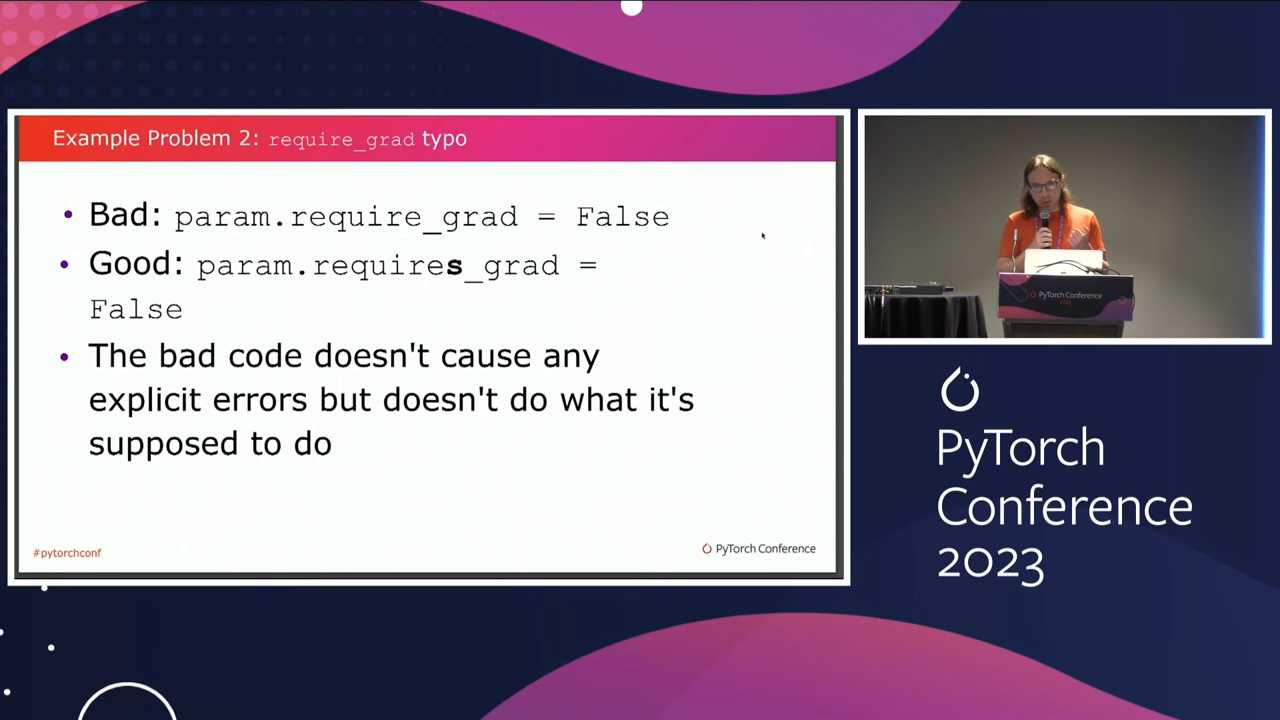 Example Problem 2: require_grad typo
• Bad: param.require_grad = False
• Good: param.requires_grad =
False
• The bad code doesn't cause any
explicit errors but doesn't do what it's
supposed to do
#pytorchconf
PyTorch Conference
PyTorch Conference
2023
PyTorch
Conference
2023